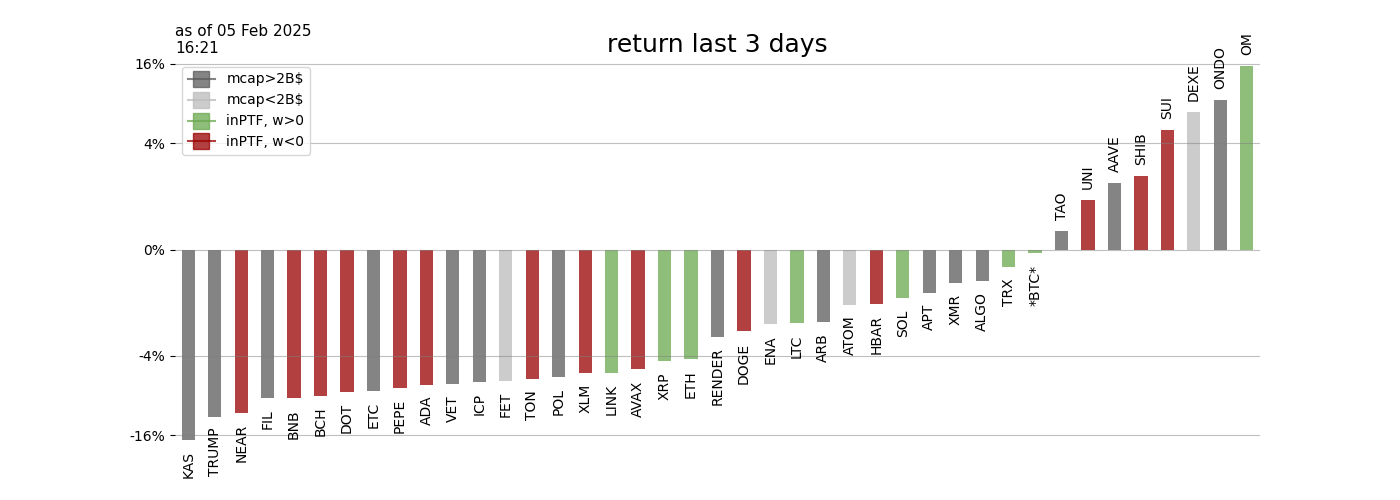 as of 05 Feb 2025
16:21
return last 3 days
mcap>2B$
mcap<2B$
inPTF, w>0
inPTF, w<0
16%
4%
0%
-4%
-16%
KAS
TRUMP
NEAR
FIL
BNB
BCH
DOT
ETC
PEPE
ADA
VET
ICP
FET
TON
POL
XLM
LINK
AVAX
XRP
ETH
RENDER
DOGE
ENA
LTC
ARB
ATOM
HBAR
SOL
APT
XMR
ALGO
TRX
*BTC*
TAO
UNI
AAVE
SHIB
SUI
DEXE
ONDO
OM